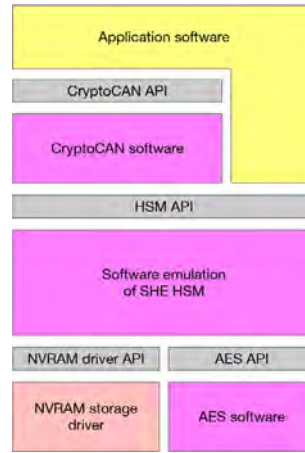 Application software
CryptoCAN API
CryptoCAN software
HSM API
Software emulation
of SHE HSM
NVRAM driver API
AES API
NVRAM storage
driver
AES software